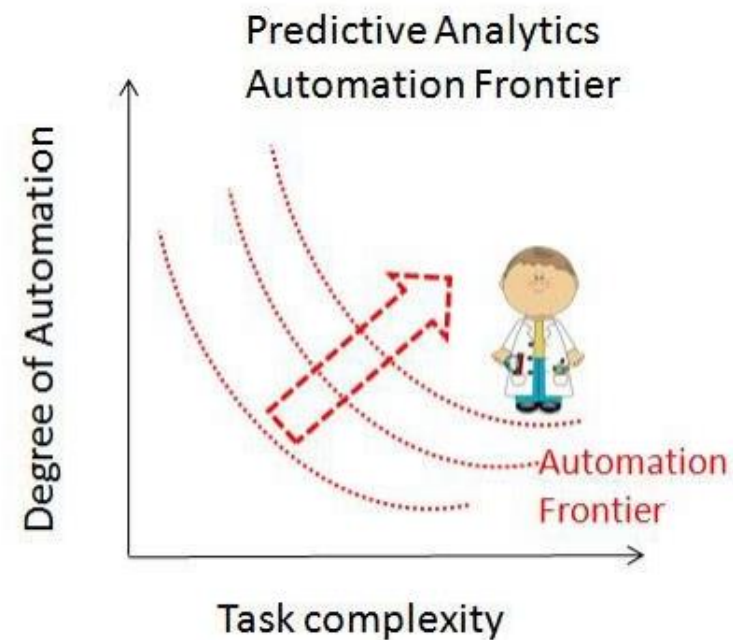 Predictive Analytics
Automation Frontier
Degree of Automation
Automation
Frontier
Task complexity